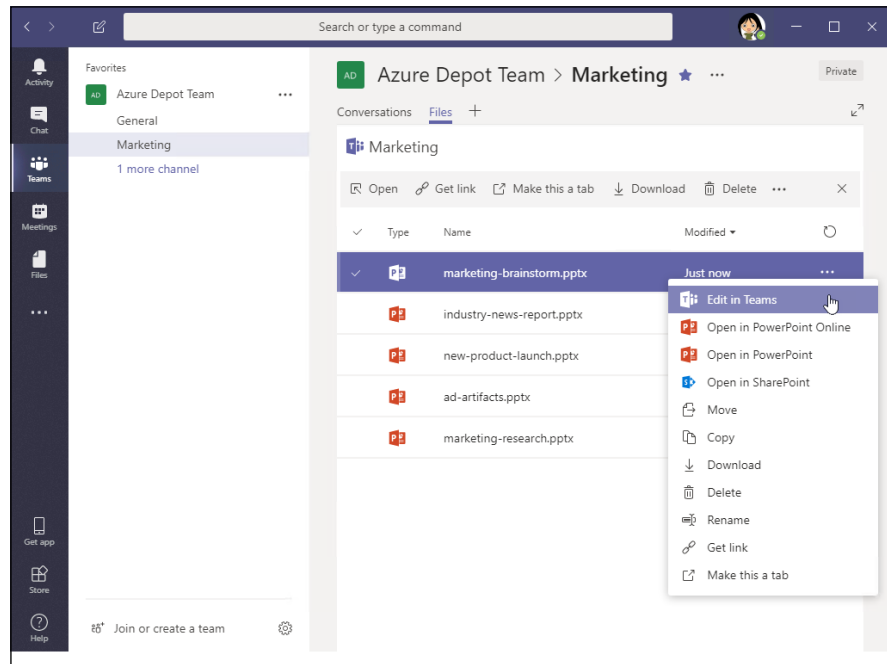 Search or type a command
Activity
Chat
Teams
Meetings
Files
Get app
Store
Help
Favorites
AD Azure Depot Team
General
Marketing
1 more channel
Join or create a team
AD Azure Depot Team > Marketing
Private
Conversations Files
Marketing
Open Get link Make this a tab Download Delete
Type Name Modified
marketing-brainstorm.pptx Just now
industry-news-report.pptx
new-product-launch.pptx
ad-artifacts.pptx
marketing-research.pptx
Edit in Teams
Open in PowerPoint Online
Open in PowerPoint
Open in SharePoint
Move
Copy
Download
Delete
Rename
Get link
Make this a tab